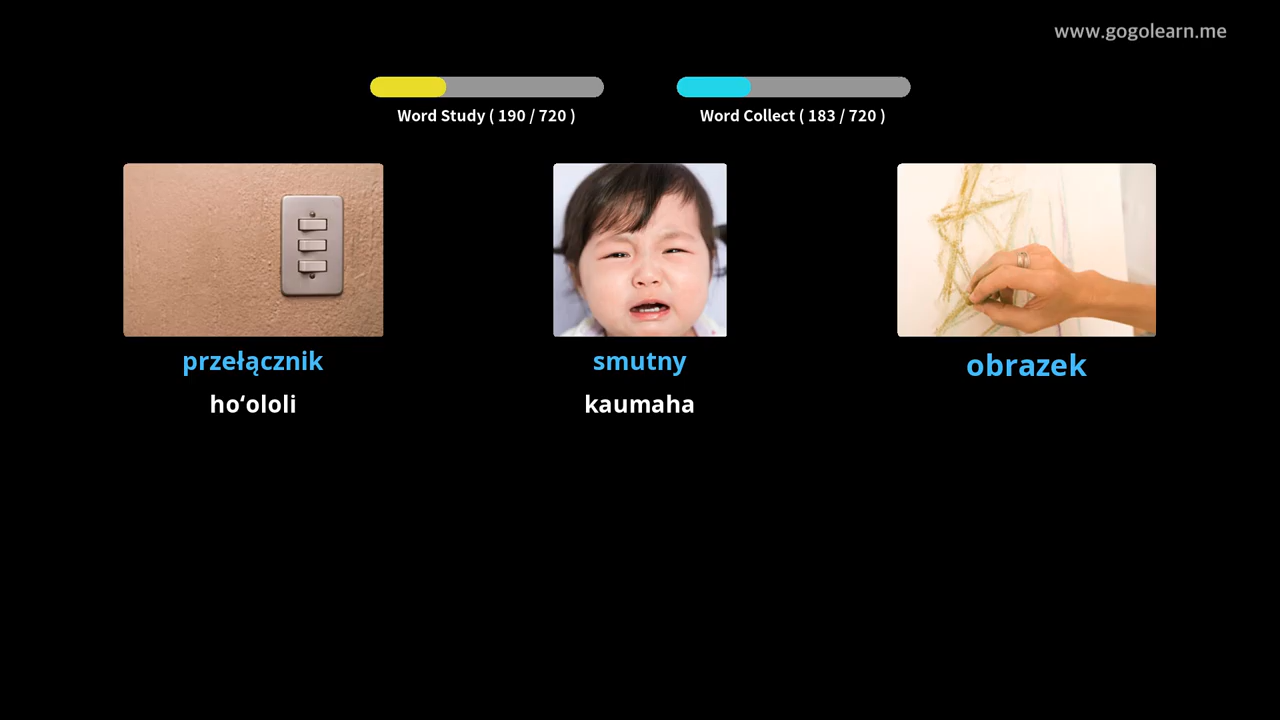 www.gogolearn.me
Word Study ( 190 / 720 )
Word Collect ( 183 / 720 )
przełącznik
smutny
obrazek
hoʻololi
kaumaha